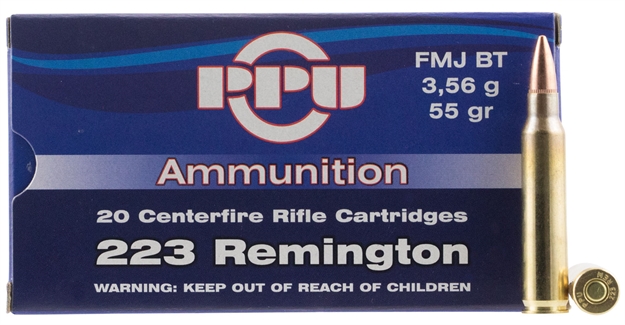 PPU
FMJ BT
3,56 g
55 gr
Ammunition
20 Centerfire Rifle Cartridges
223 Remington
WARNING: KEEP OUT OF REACH OF CHILDREN